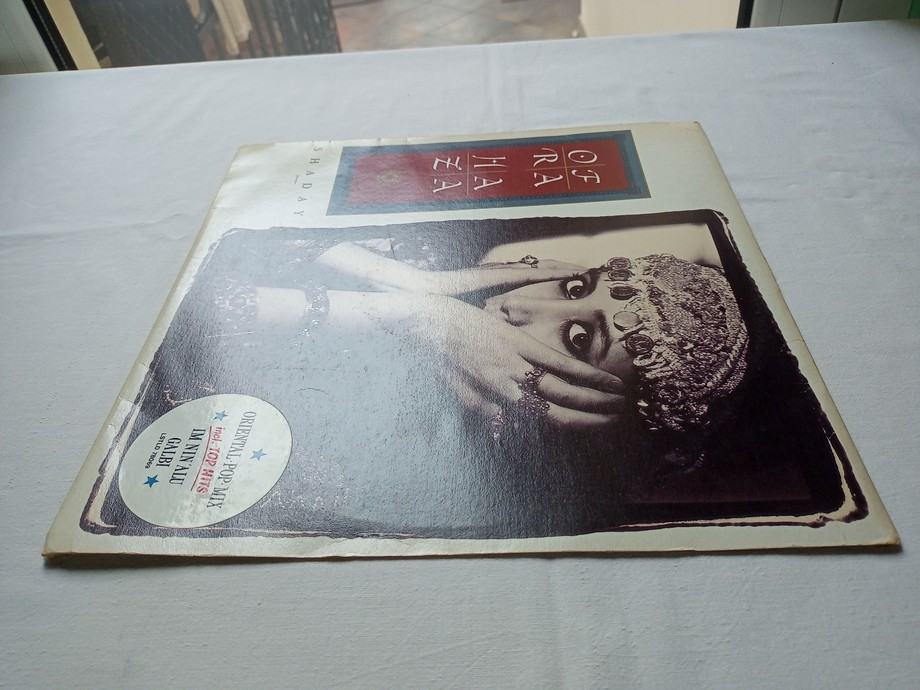 OF
RA
HA
ZA
SHADAY
ORIENTAL-POP-MIX
incl. TOP HITS
IM NIN'ALU
GALBI